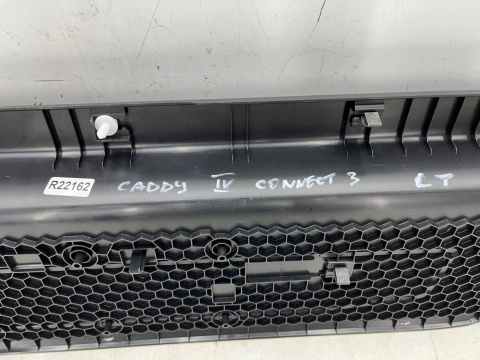 R22162 CADDY IV CONNECT 3 LT